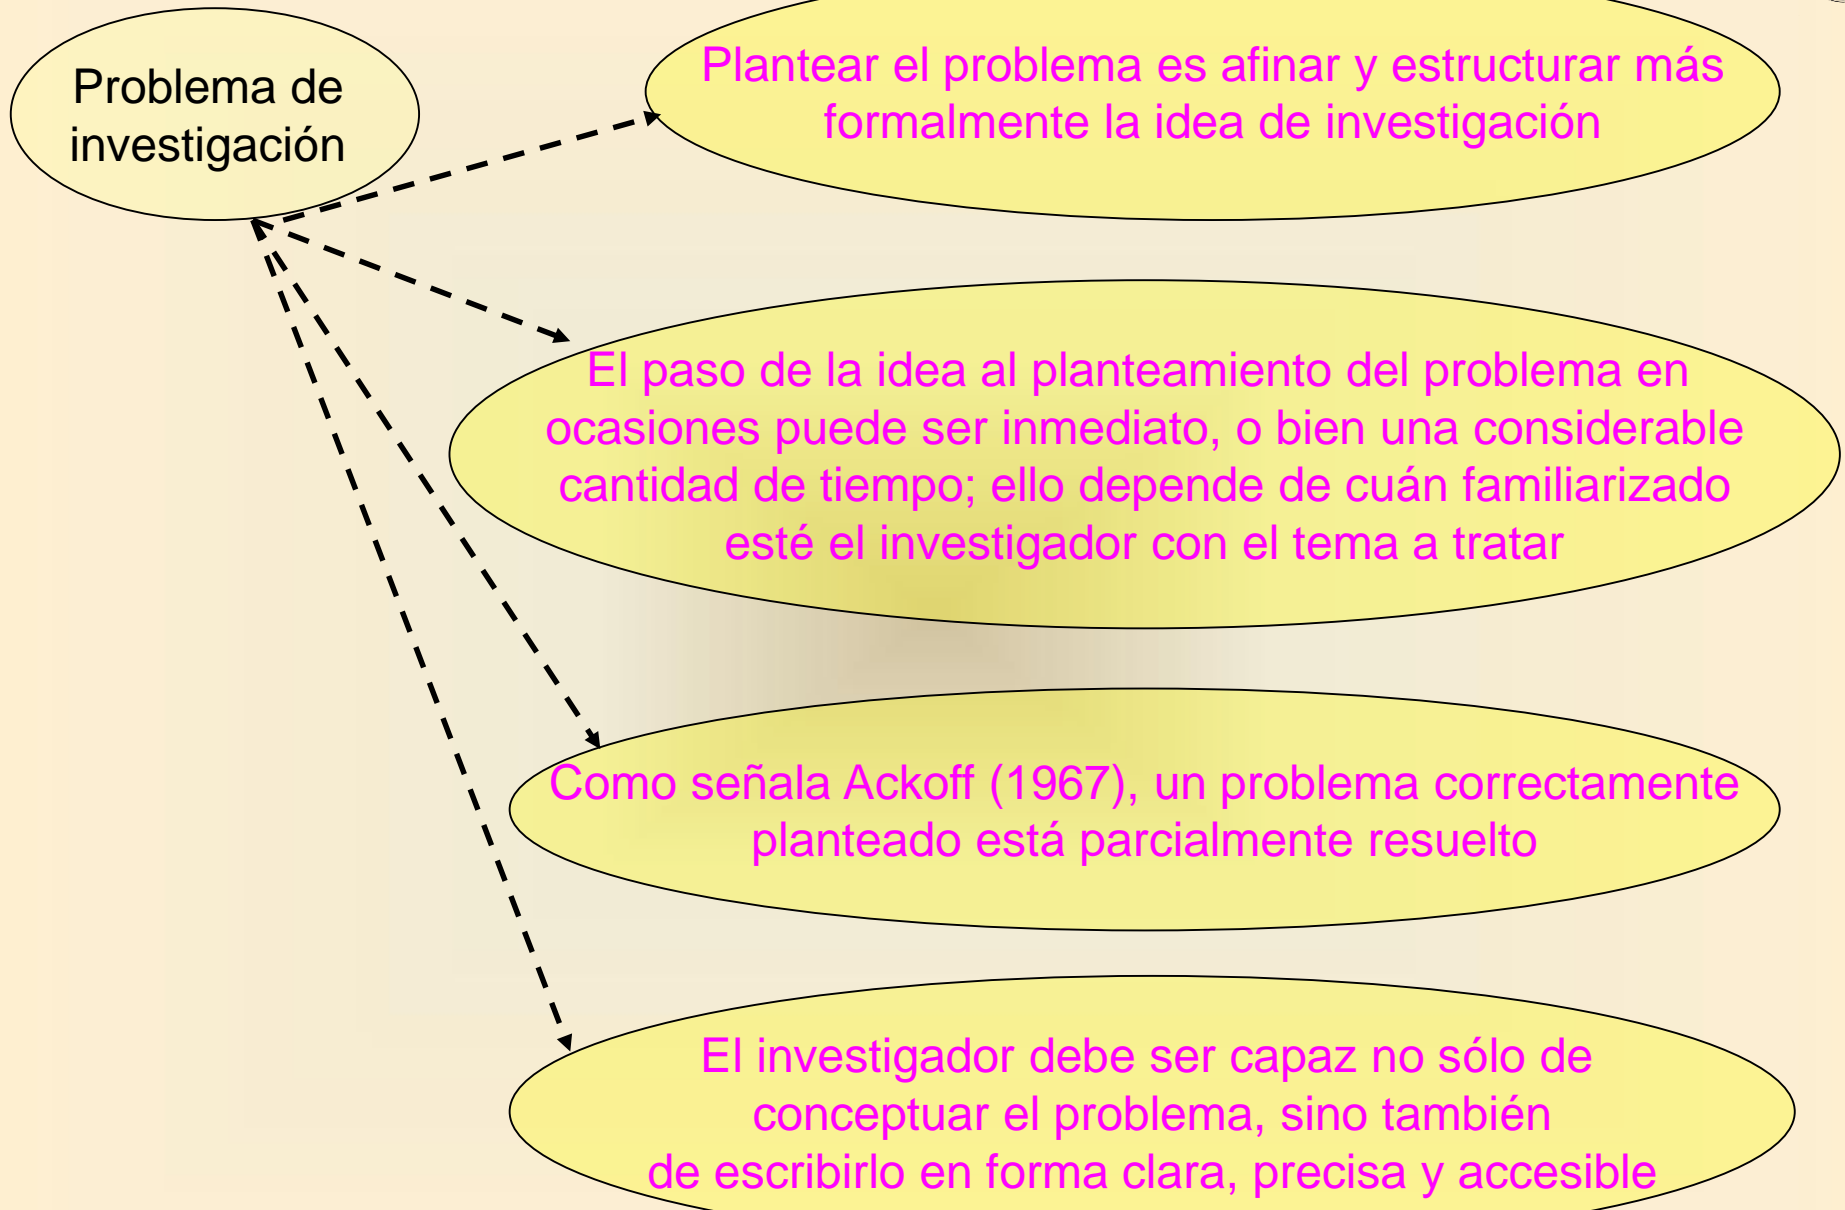 Problema de
investigación
Plantear el problema es afinar y estructurar más
formalmente la idea de investigación
El paso de la idea al planteamiento del problema en
ocasiones puede ser inmediato, o bien una considerable
cantidad de tiempo; ello depende de cuán familiarizado
esté el investigador con el tema a tratar
Como señala Ackoff (1967), un problema correctamente
planteado está parcialmente resuelto
El investigador debe ser capaz no sólo de
conceptuar el problema, sino también
de escribirlo en forma clara, precisa y accesible